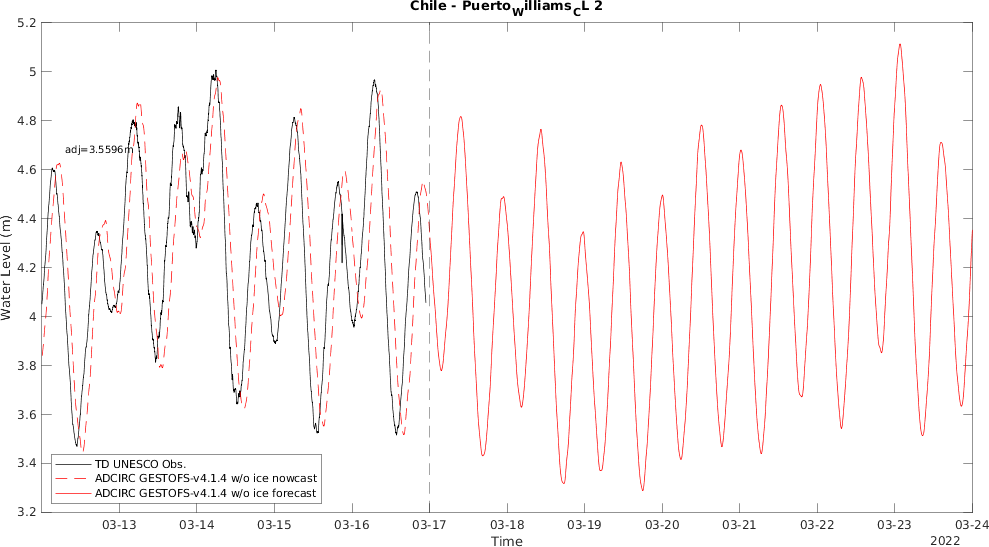 Chile - PuertoWilliamsCL 2
5.2
5
4.8
4.6
4.4
4.2
4
3.8
3.6
3.4
3.2
Water Level (m)
adj=3.5596m
TD UNESCO Obs.
ADCIRC GESTOFS-v4.1.4 w/o ice nowcast
ADCIRC GESTOFS-v4.1.4 w/o ice forecast
03-13 03-14 03-15 03-16 03-17 03-18 03-19 03-20 03-21 03-22 03-23 03-24
Time
2022